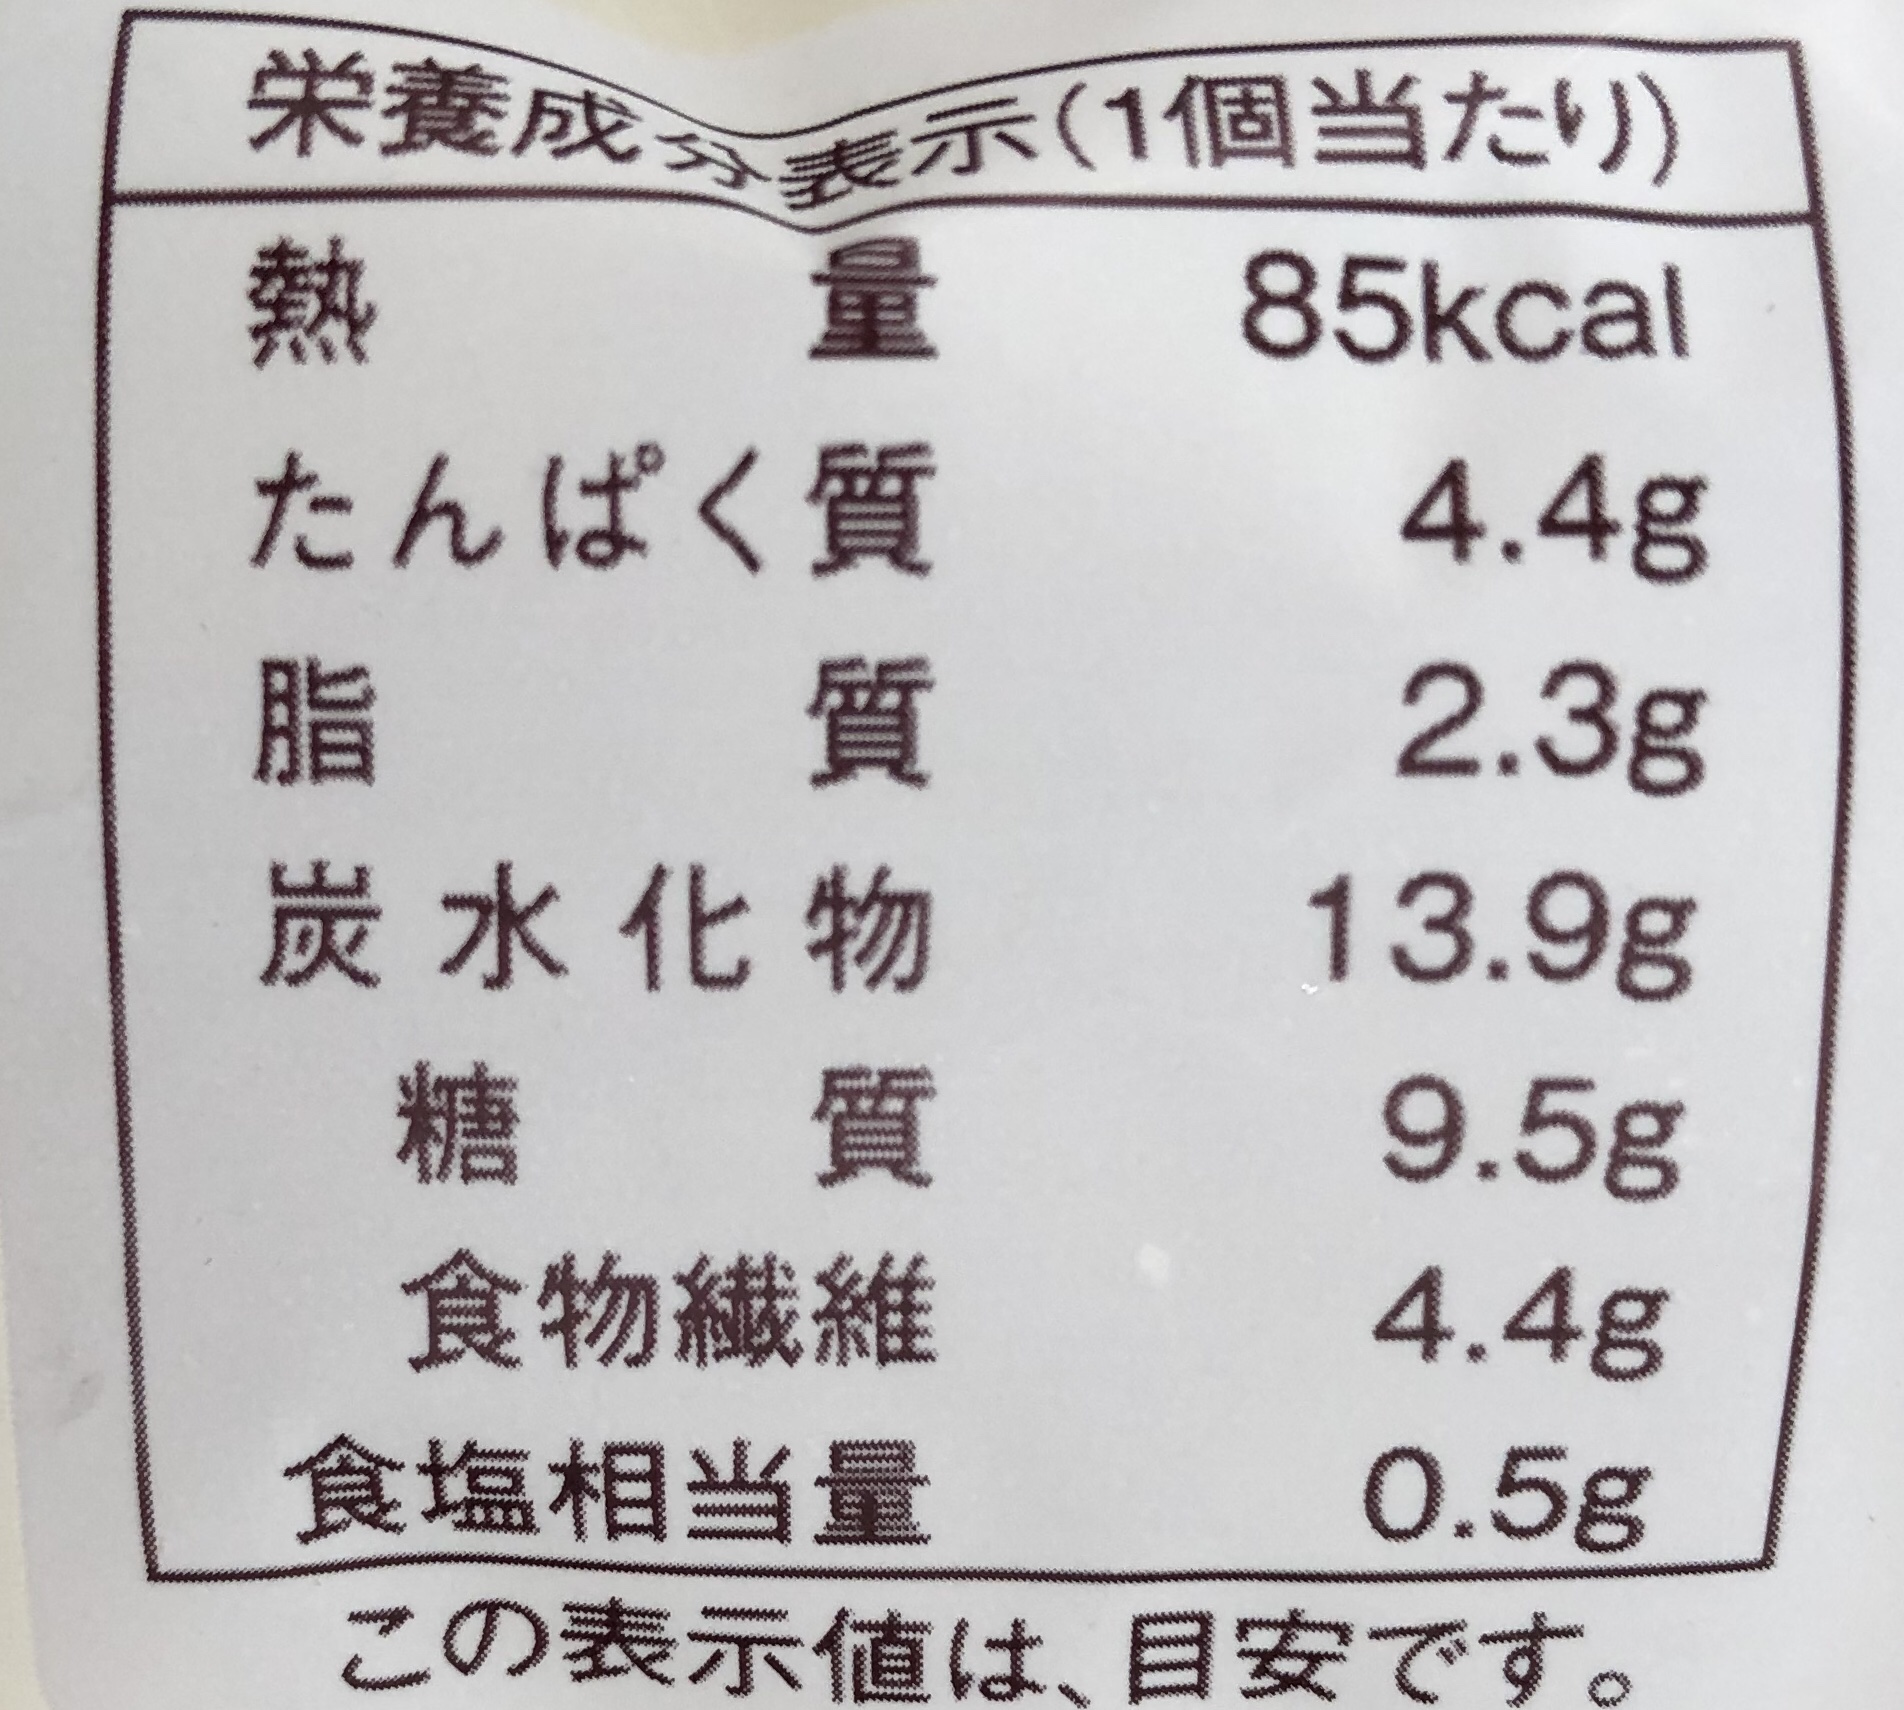 栄養成分表示(1個当たり)
熱量 85kcal
たんぱく質 4.4g
脂質 2.3g
炭水化物 13.9g
糖質 9.5g
食物繊維 4.4g
食塩相当量 0.5g
この表示値は、目安です。